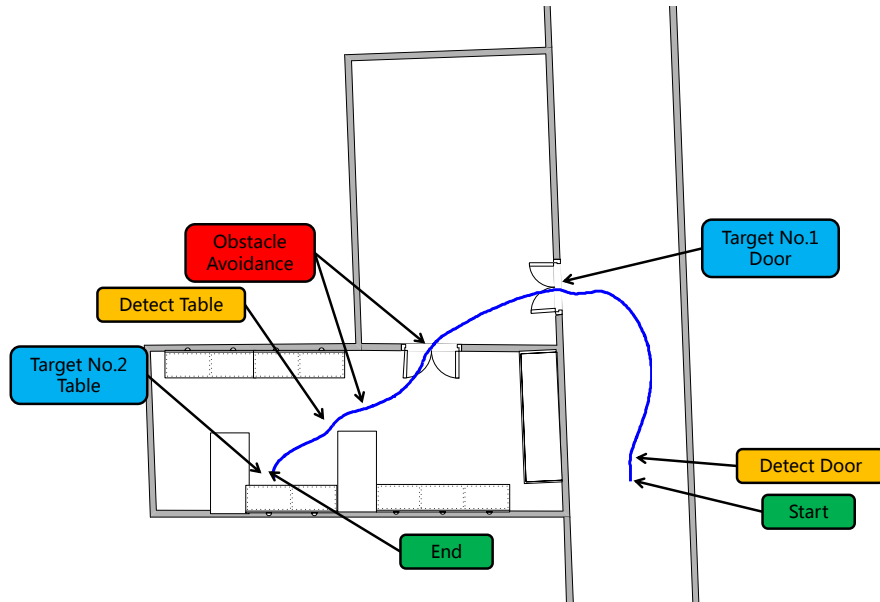 Obstacle
Avoidance
Target No.1
Door
Detect Table
Target No.2
Table
Detect Door
Start
End